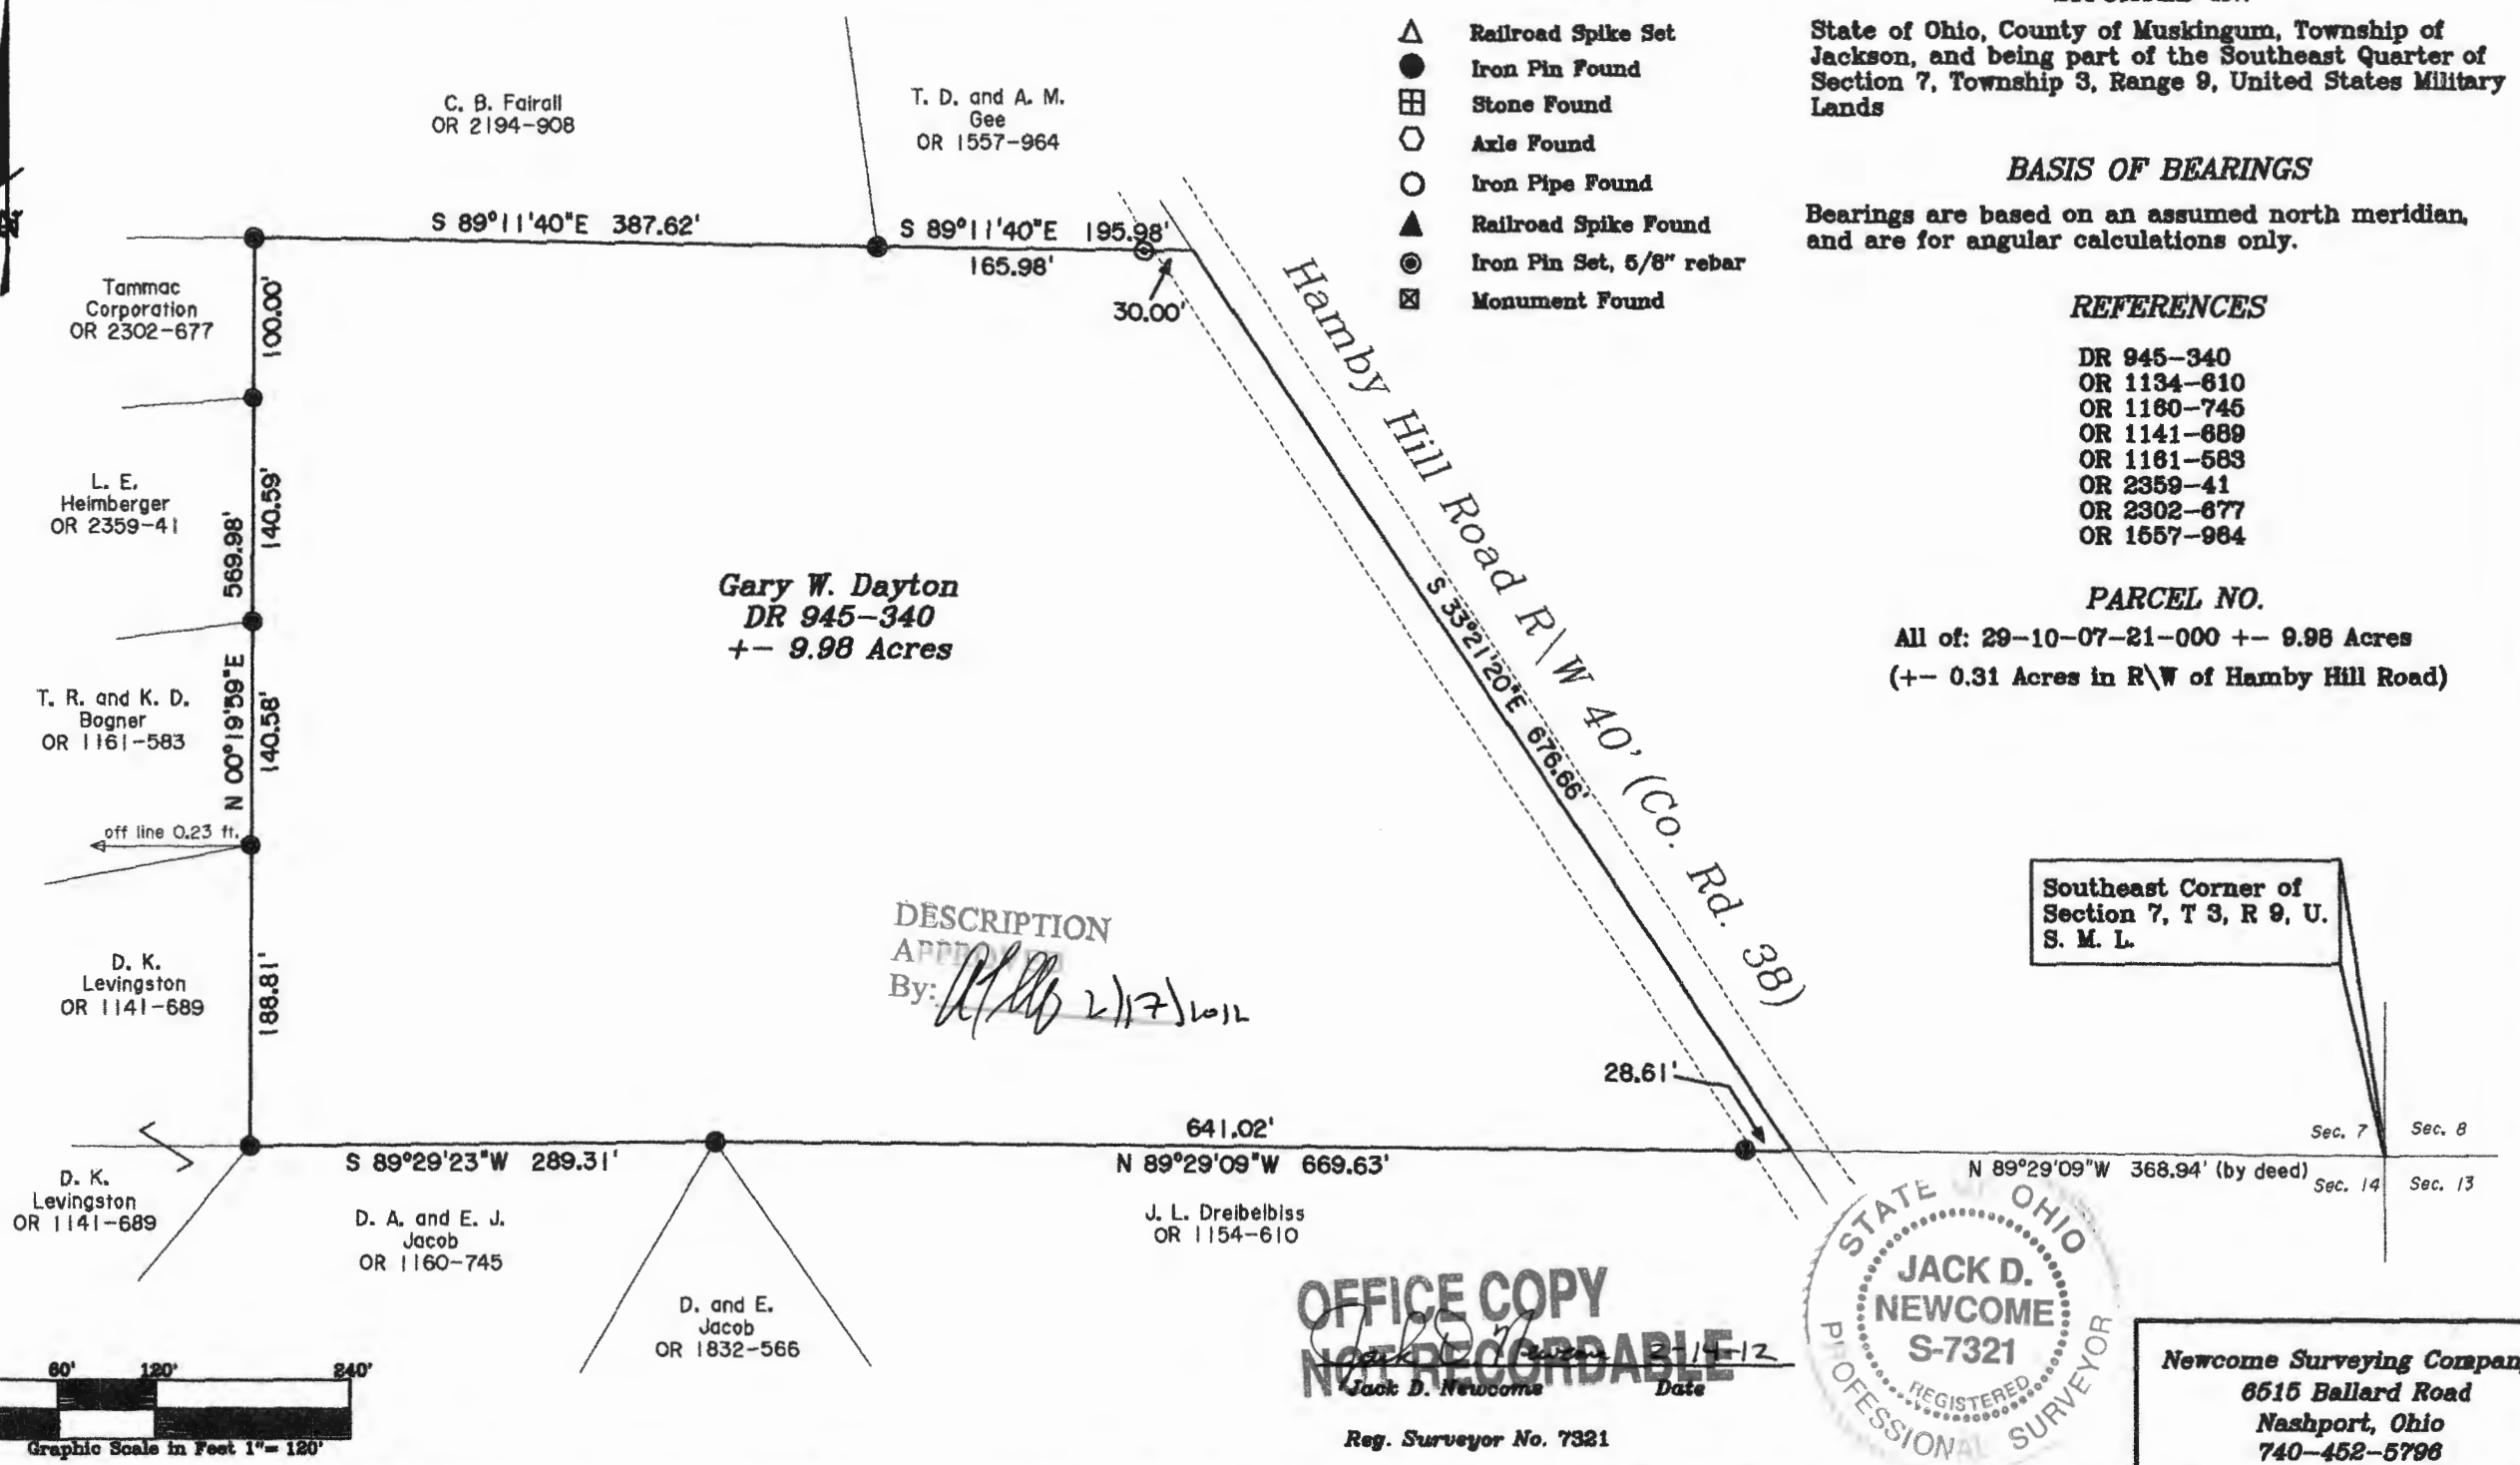 C. B. Fairall
OR 2194-908
T. D. and A. M.
Gee
OR 1557-964
Railroad Spike Set
Iron Pin Found
Stone Found
Axle Found
Iron Pipe Found
Railroad Spike Found
Iron Pin Set, 5/8" rebar
Monument Found
State of Ohio, County of Muskingum, Township of
Jackson, and being part of the Southeast Quarter of
Section 7, Township 3, Range 9, United States Military
Lands
BASIS OF BEARINGS
Bearings are based on an assumed north meridian,
and are for angular calculations only.
REFERENCES
DR 945-340
OR 1134-610
OR 1160-745
OR 1141-689
OR 1161-583
OR 2359-41
OR 2302-677
OR 1557-964
PARCEL NO.
All of: 29-10-07-21-000 +- 9.98 Acres
(+- 0.31 Acres in R\W of Hamby Hill Road)
S 89°11'40"E 387.62'
S 89°11'40"E 195.98'
165.98'
30.00'
Tammac
Corporation
OR 2302-677
100.00'
L. E.
Heimberger
OR 2359-41
140.59'
N 00°19'59"E 569.98'
T. R. and K. D.
Bogner
OR 1161-583
140.58'
off line 0.23 ft.
D. K.
Levingston
OR 1141-689
188.81'
Gary W. Dayton
DR 945-340
+- 9.98 Acres
Hamby Hill Road R\W 40' (Co. Rd. 38)
S 33°21'20"E 676.66'
DESCRIPTION
APPROVED
By: 2/17/2012
Southeast Corner of
Section 7, T 3, R 9, U.
S. M. L.
28.61'
641.02'
S 89°29'23"W 289.31'
N 89°29'09"W 669.63'
N 89°29'09"W 368.94' (by deed)
Sec. 7
Sec. 8
Sec. 14
Sec. 13
D. K.
Levingston
OR 1141-689
D. A. and E. J.
Jacob
OR 1160-745
J. L. Dreibelbiss
OR 1154-610
D. and E.
Jacob
OR 1832-566
OFFICE COPY
NOT RECORDABLE
Jack D. Newcome 2-14-12
Jack D. Newcome Date
Reg. Surveyor No. 7321
STATE OF OHIO
JACK D.
NEWCOME
S-7321
REGISTERED
PROFESSIONAL SURVEYOR
60' 120' 240'
Graphic Scale in Feet 1"= 120'
Newcome Surveying Compan
6515 Ballard Road
Nashport, Ohio
740-452-5796